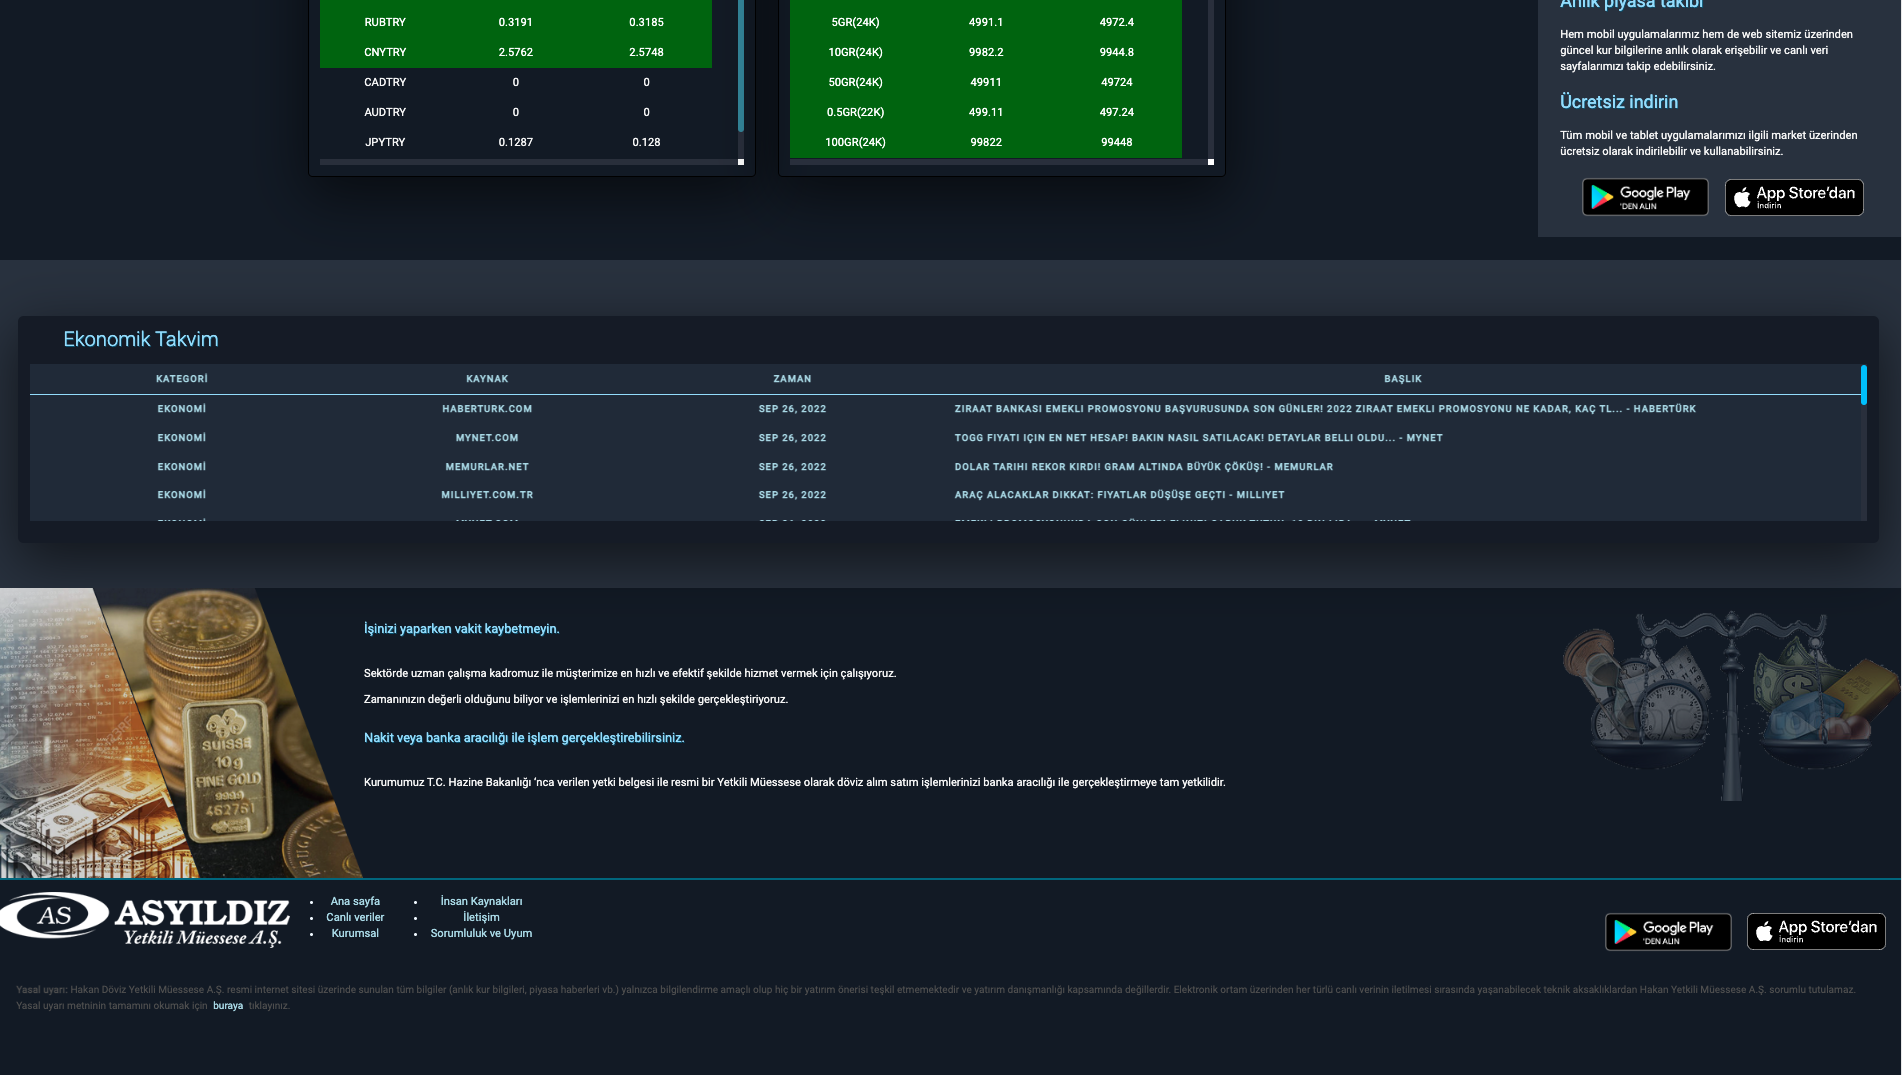 RUBTRY 0.3191 0.3185
CNYTRY 2.5762 2.5748
CADTRY 0 0
AUDTRY 0 0
JPYTRY 0.1287 0.128
5GR(24K) 4991.1 4972.4
10GR(24K) 9982.2 9944.8
50GR(24K) 49911 49724
0.5GR(22K) 499.11 497.24
100GR(24K) 99822 99448
Anlık piyasa takibi
Hem mobil uygulamalarımız hem de web sitemiz üzerinden
güncel kur bilgilerine anlık olarak erişebilir ve canlı veri
sayfalarımızı takip edebilirsiniz.
Ücretsiz indirin
Tüm mobil ve tablet uygulamalarımızı ilgili market üzerinden
ücretsiz olarak indirilebilir ve kullanabilirsiniz.
Google Play
'DEN ALIN
App Store'dan
İndirin
Ekonomik Takvim
KATEGORİ KAYNAK ZAMAN BAŞLIK
EKONOMİ HABERTURK.COM SEP 26, 2022 ZIRAAT BANKASI EMEKLI PROMOSYONU BAŞVURUSUNDA SON GÜNLER! 2022 ZIRAAT EMEKLI PROMOSYONU NE KADAR, KAÇ TL... - HABERTÜRK
EKONOMİ MYNET.COM SEP 26, 2022 TOGG FIYATI IÇIN EN NET HESAP! BAKIN NASIL SATILACAK! DETAYLAR BELLI OLDU... - MYNET
EKONOMİ MEMURLAR.NET SEP 26, 2022 DOLAR TARIHI REKOR KIRDI! GRAM ALTINDA BÜYÜK ÇÖKÜŞ! - MEMURLAR
EKONOMİ MILLIYET.COM.TR SEP 26, 2022 ARAÇ ALACAKLAR DIKKAT: FIYATLAR DÜŞÜŞE GEÇTI - MILLIYET
İşinizi yaparken vakit kaybetmeyin.
Sektörde uzman çalışma kadromuz ile müşterimize en hızlı ve efektif şekilde hizmet vermek için çalışıyoruz.
Zamanınızın değerli olduğunu biliyor ve işlemlerinizi en hızlı şekilde gerçekleştiriyoruz.
Nakit veya banka aracılığı ile işlem gerçekleştirebilirsiniz.
Kurumumuz T.C. Hazine Bakanlığı 'nca verilen yetki belgesi ile resmi bir Yetkili Müessese olarak döviz alım satım işlemlerinizi banka aracılığı ile gerçekleştirmeye tam yetkilidir.
SUISSE
10 g
FINE GOLD
999.9
462761
AS ASYILDIZ
Yetkili Müessese A.Ş.
Ana sayfa
Canlı veriler
Kurumsal
İnsan Kaynakları
İletişim
Sorumluluk ve Uyum
Google Play
'DEN ALIN
App Store'dan
İndirin
Yasal uyarı: Hakan Döviz Yetkili Müessese A.Ş. resmi internet sitesi üzerinde sunulan tüm bilgiler (anlık kur bilgileri, piyasa haberleri vb.) yalnızca bilgilendirme amaçlı olup hiç bir yatırım önerisi teşkil etmemektedir ve yatırım danışmanlığı kapsamında değillerdir. Elektronik ortam üzerinden her türlü canlı verinin iletilmesi sırasında yaşanabilecek teknik aksaklıklardan Hakan Yetkili Müessese A.Ş. sorumlu tutulamaz.
Yasal uyarı metninin tamamını okumak için buraya tıklayınız.